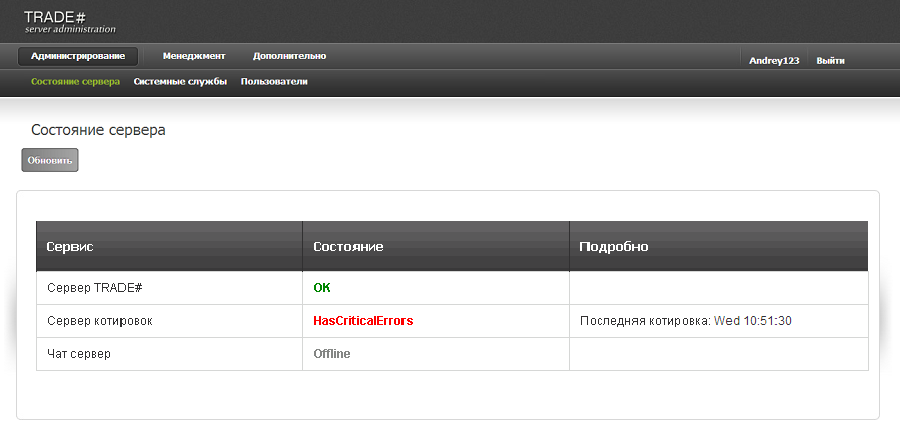 TRADE#
server administration
Администрирование Менеджмент Дополнительно Andrey123 Выйти
Состояние сервера Системные службы Пользователи
Состояние сервера
Обновить
Сервис Состояние Подробно
Сервер TRADE# OK
Сервер котировок HasCriticalErrors Последняя котировка: Wed 10:51:30
Чат сервер Offline